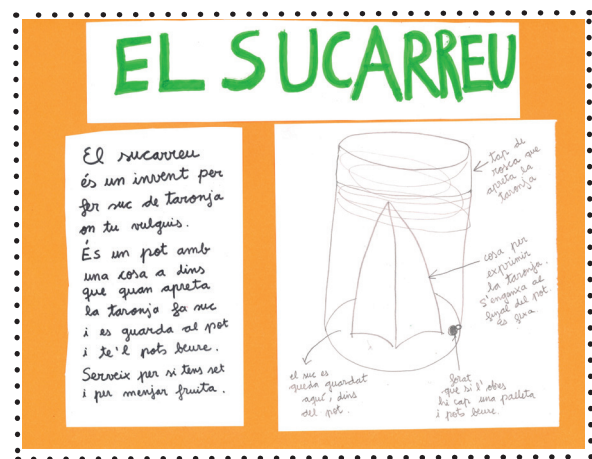 EL SUCARREU
El sucarreu
és un invent per
fer suc de taronja
on tu vulguis.
És un pot amb
una cosa a dins
que quan apreta
la taronja fa suc
i es guarda al pot
i te'l pots beure.
Serveix per si tens set
i per menjar fruita.
tap de
rosca que
apreta la
taronja
cosa per
exprimir
la taronja.
S'enganxa al
final del pot.
És fixa
el suc es
queda guardat
aquí, dins
del pot.
forat
que si l'obres
hi cap una palleta
i pots beure.